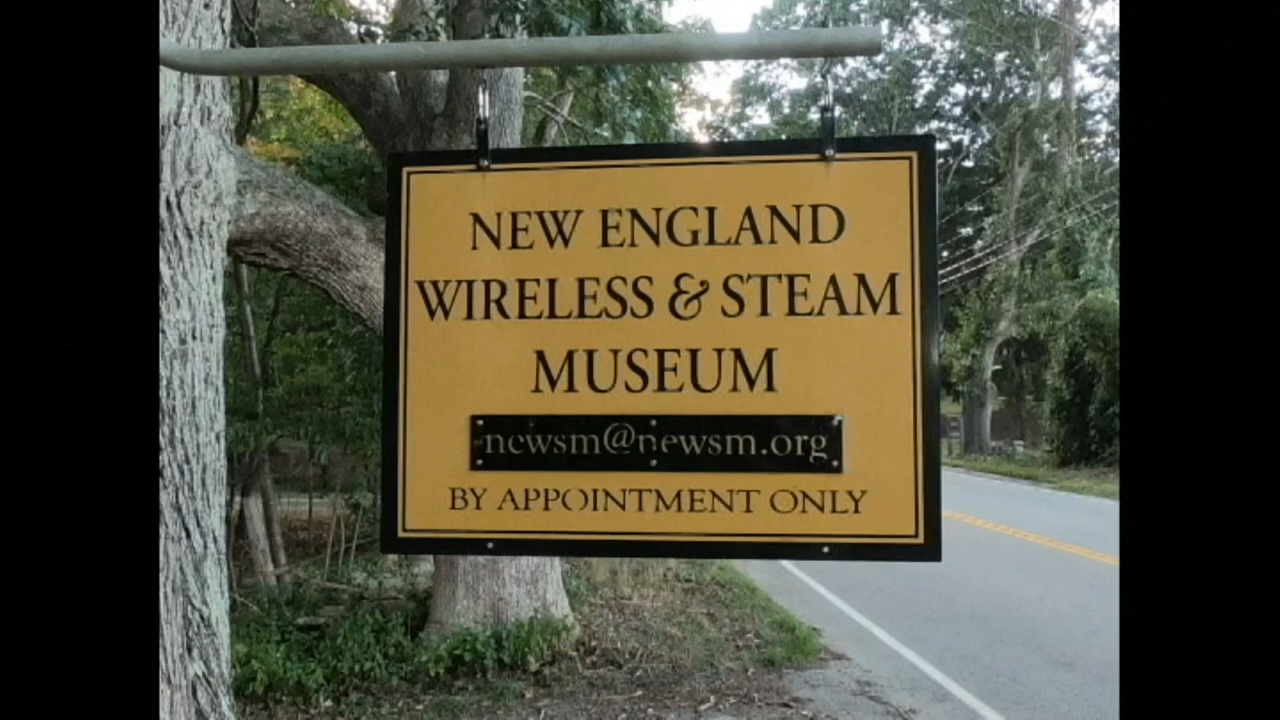 NEW ENGLAND
WIRELESS & STEAM
MUSEUM
newsm@newsm.org
BY APPOINTMENT ONLY